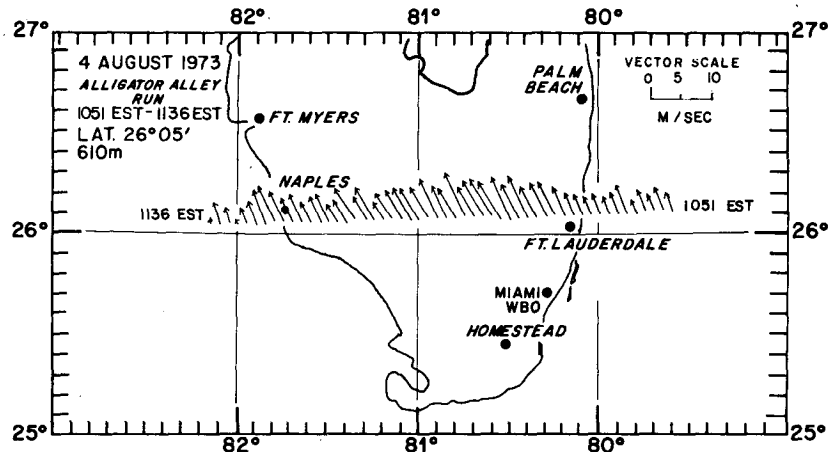 82° 81° 80°
27° 27°
4 AUGUST 1973
ALLIGATOR ALLEY
RUN
1051 EST-1136EST
LAT. 26°05'
610m
PALM
BEACH
VECTOR SCALE
0 5 10
M/SEC
FT. MYERS
NAPLES
1136 EST
1051 EST
26° 26°
FT. LAUDERDALE
MIAMI
WBO
HOMESTEAD
25° 25°
82° 81° 80°